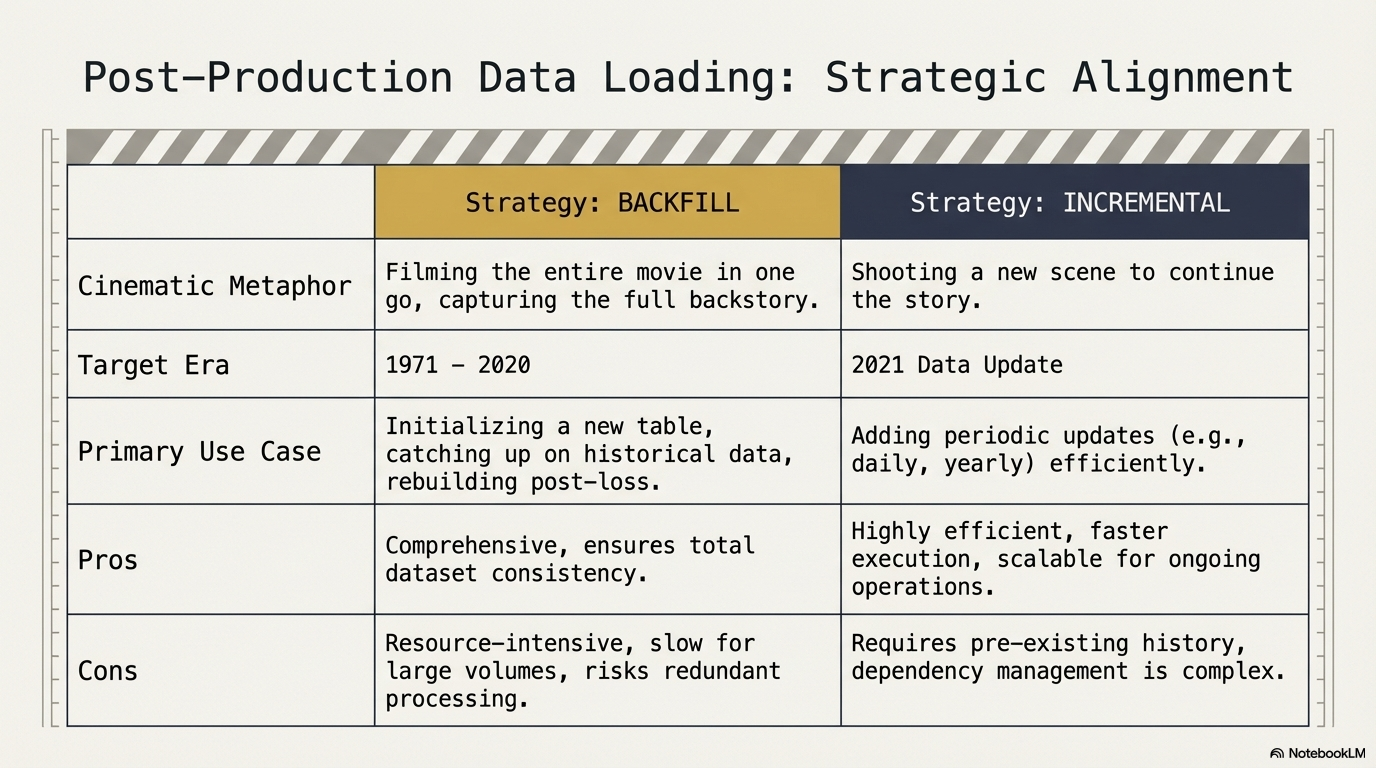 Post-Production Data Loading: Strategic Alignment
Strategy: BACKFILL
Strategy: INCREMENTAL
Cinematic Metaphor
Filming the entire movie in one
go, capturing the full backstory.
Shooting a new scene to continue
the story.
Target Era
1971 – 2020
2021 Data Update
Primary Use Case
Initializing a new table,
catching up on historical data,
rebuilding post-loss.
Adding periodic updates (e.g.,
daily, yearly) efficiently.
Pros
Comprehensive, ensures total
dataset consistency.
Highly efficient, faster
execution, scalable for ongoing
operations.
Cons
Resource-intensive, slow for
large volumes, risks redundant
processing.
Requires pre-existing history,
dependency management is complex.
NotebookLM